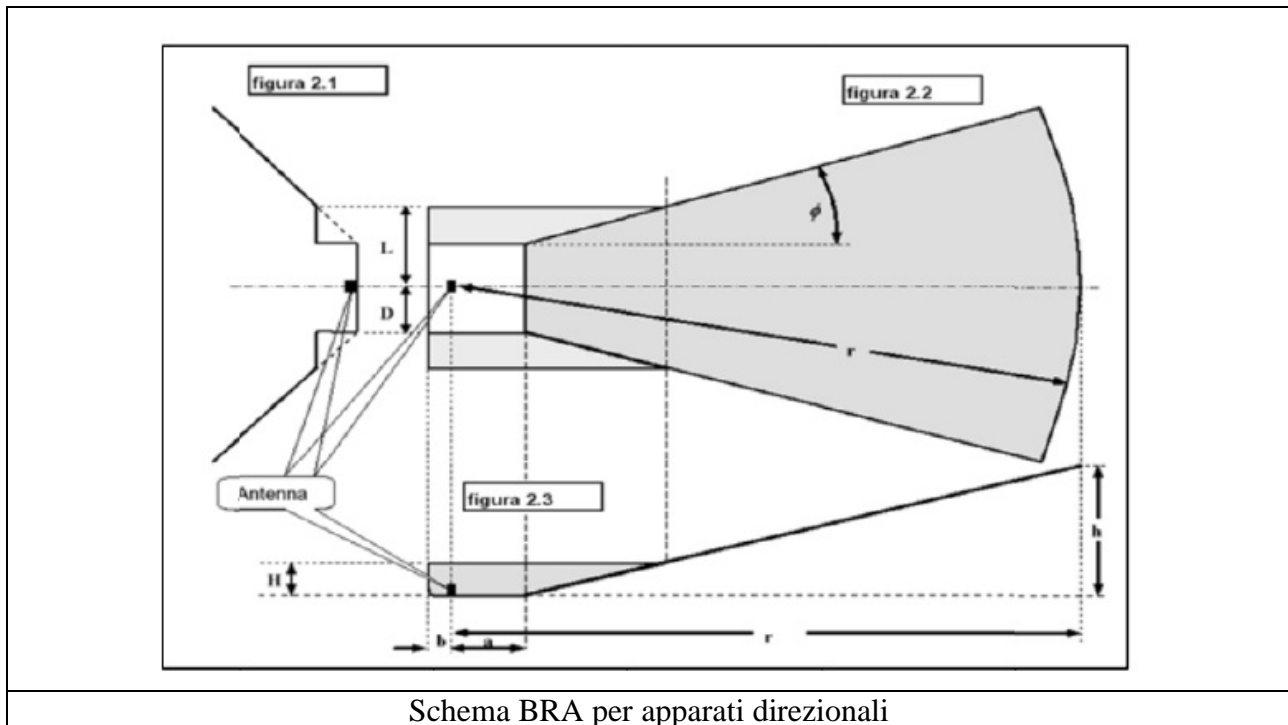 figura 2.1
figura 2.2
ϕ
L
D
r
Antenna
figura 2.3
h
H
b
a
r
Schema BRA per apparati direzionali